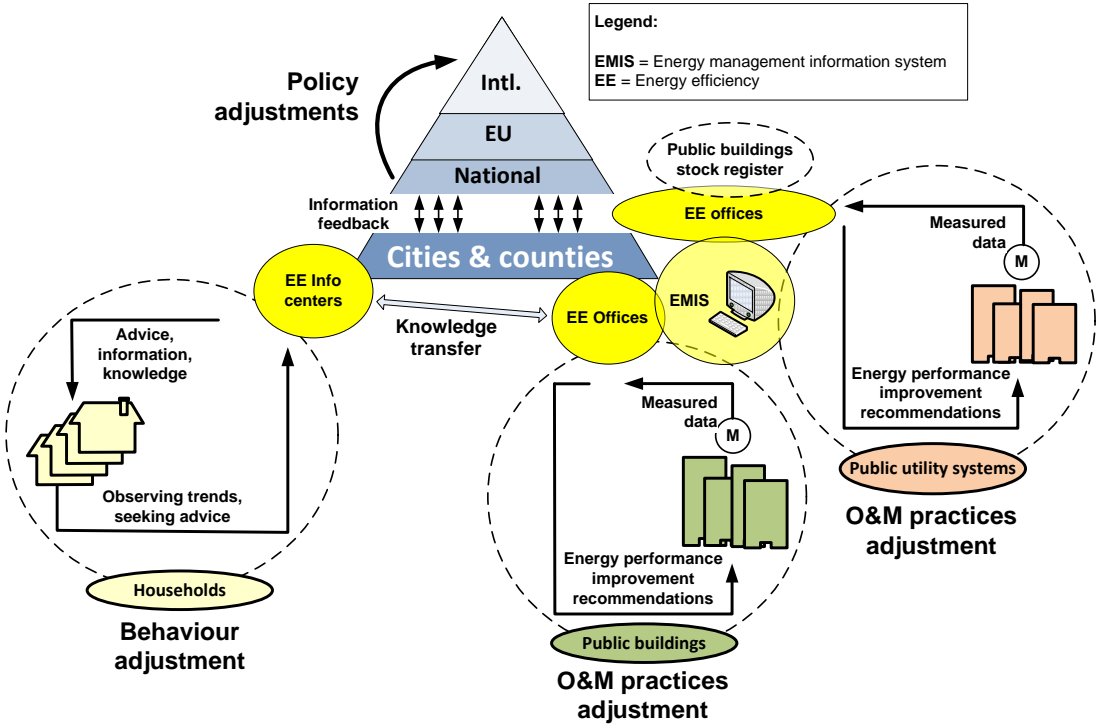 Legend:
EMIS = Energy management information system
EE = Energy efficiency
Policy
adjustments
Intl.
EU
National
Information
feedback
Cities & counties
Public buildings
stock register
EE offices
EE Info
centers
Knowledge
transfer
EE Offices
EMIS
Measured
data
M
Energy performance
improvement
recommendations
Public utility systems
O&M practices
adjustment
Advice,
information,
knowledge
Observing trends,
seeking advice
Households
Behaviour
adjustment
Measured
data
M
Energy performance
improvement
recommendations
Public buildings
O&M practices
adjustment